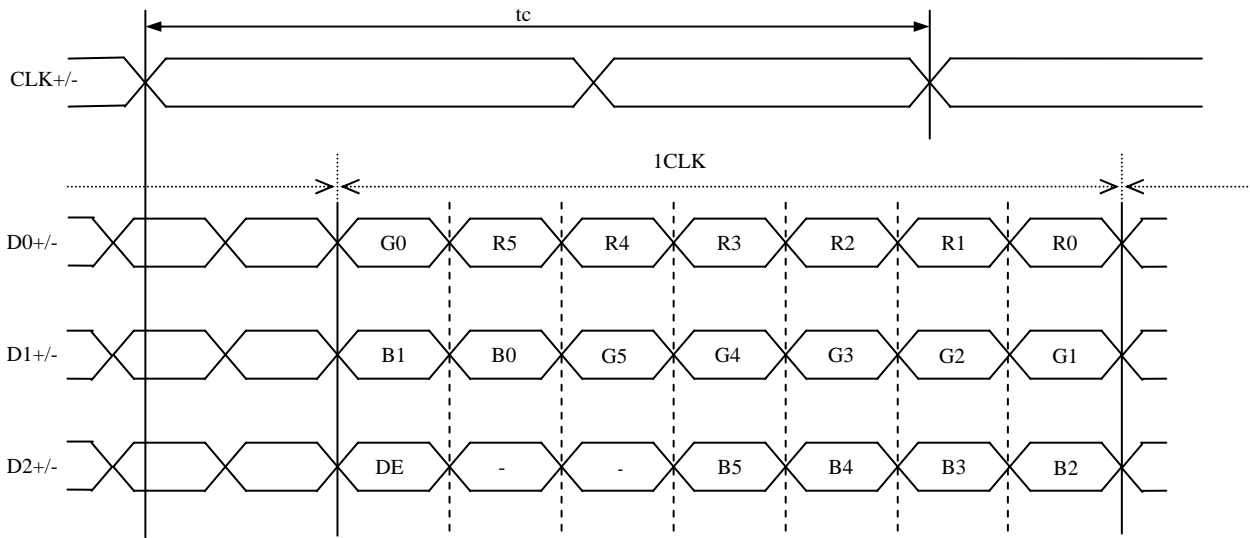 tc
CLK+/-
1CLK
D0+/- G0 R5 R4 R3 R2 R1 R0
D1+/- B1 B0 G5 G4 G3 G2 G1
D2+/- DE - - B5 B4 B3 B2